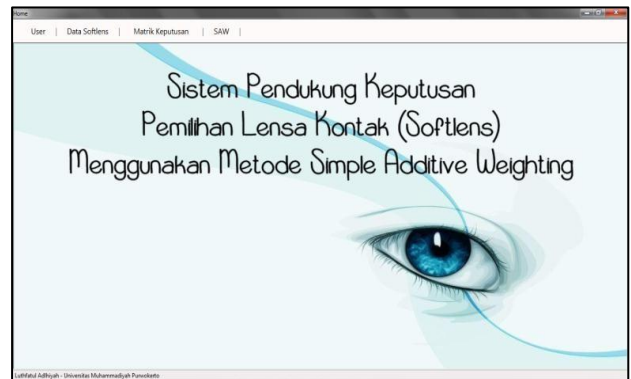 Home
User | Data Softlens | Matrik Keputusan | SAW |
Sistem Pendukung Keputusan
Pemilihan Lensa Kontak (Softlens)
Menggunakan Metode Simple Additive Weighting
Luthfatul Adlhiyah - Universitas Muhammadiyah Purwokerto